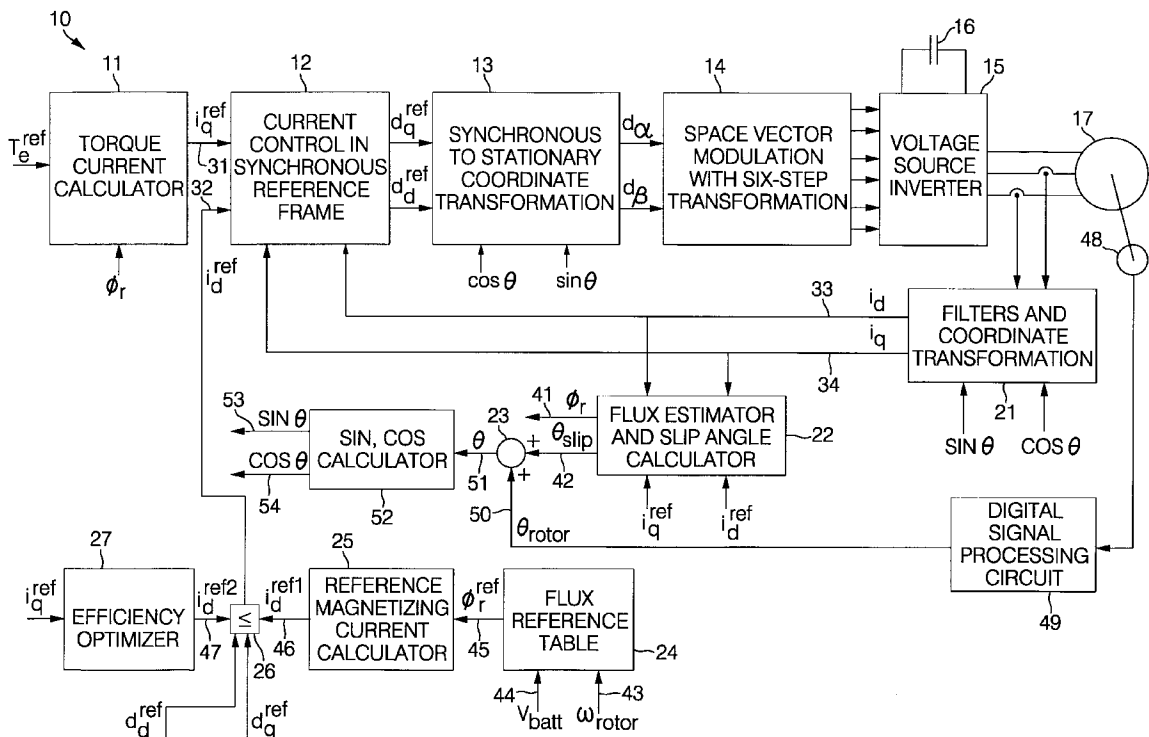 10
11
12
13
14
16
15
17
T_e^ref
TORQUE
CURRENT
CALCULATOR
ϕ_r
i_q^ref
31
32
i_d^ref
CURRENT
CONTROL IN
SYNCHRONOUS
REFERENCE
FRAME
d_q^ref
d_d^ref
SYNCHRONOUS
TO STATIONARY
COORDINATE
TRANSFORMATION
cos θ
sin θ
dα
dβ
SPACE VECTOR
MODULATION
WITH SIX-STEP
TRANSFORMATION
VOLTAGE
SOURCE
INVERTER
48
33
i_d
i_q
34
FILTERS AND
COORDINATE
TRANSFORMATION
21
SIN θ
COS θ
53
SIN θ
COS θ
54
SIN, COS
CALCULATOR
52
θ
51
23
+
+
41
ϕ_r
θ_slip
42
FLUX ESTIMATOR
AND SLIP ANGLE
CALCULATOR
22
i_q^ref
i_d^ref
50
θ_rotor
DIGITAL
SIGNAL
PROCESSING
CIRCUIT
49
27
i_q^ref
EFFICIENCY
OPTIMIZER
i_d^ref2
47
≤
26
i_d^ref1
46
25
REFERENCE
MAGNETIZING
CURRENT
CALCULATOR
ϕ_r^ref
45
FLUX
REFERENCE
TABLE
24
44
43
V_batt
ω_rotor
d_d^ref
d_q^ref